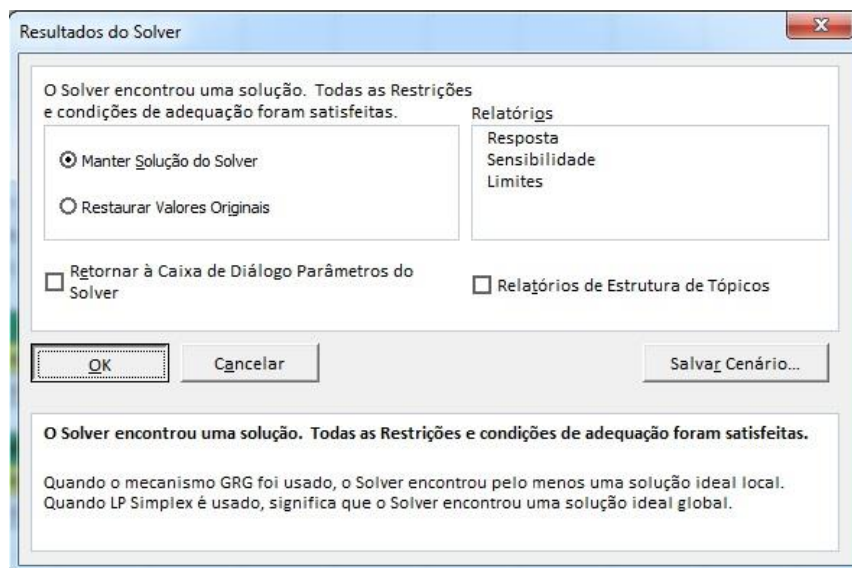 Resultados do Solver
O Solver encontrou uma solução. Todas as Restrições
e condições de adequação foram satisfeitas.
Manter Solução do Solver
Restaurar Valores Originais
Relatórios
Resposta
Sensibilidade
Limites
Retornar à Caixa de Diálogo Parâmetros do
Solver
Relatórios de Estrutura de Tópicos
OK
Cancelar
Salvar Cenário...
O Solver encontrou uma solução. Todas as Restrições e condições de adequação foram satisfeitas.
Quando o mecanismo GRG foi usado, o Solver encontrou pelo menos uma solução ideal local.
Quando LP Simplex é usado, significa que o Solver encontrou uma solução ideal global.